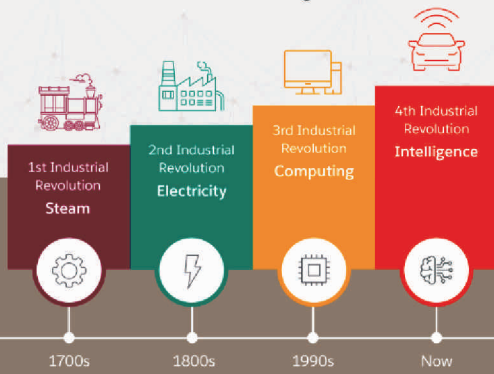 1st Industrial
Revolution
Steam
2nd Industrial
Revolution
Electricity
3rd Industrial
Revolution
Computing
4th Industrial
Revolution
Intelligence
1700s
1800s
1990s
Now